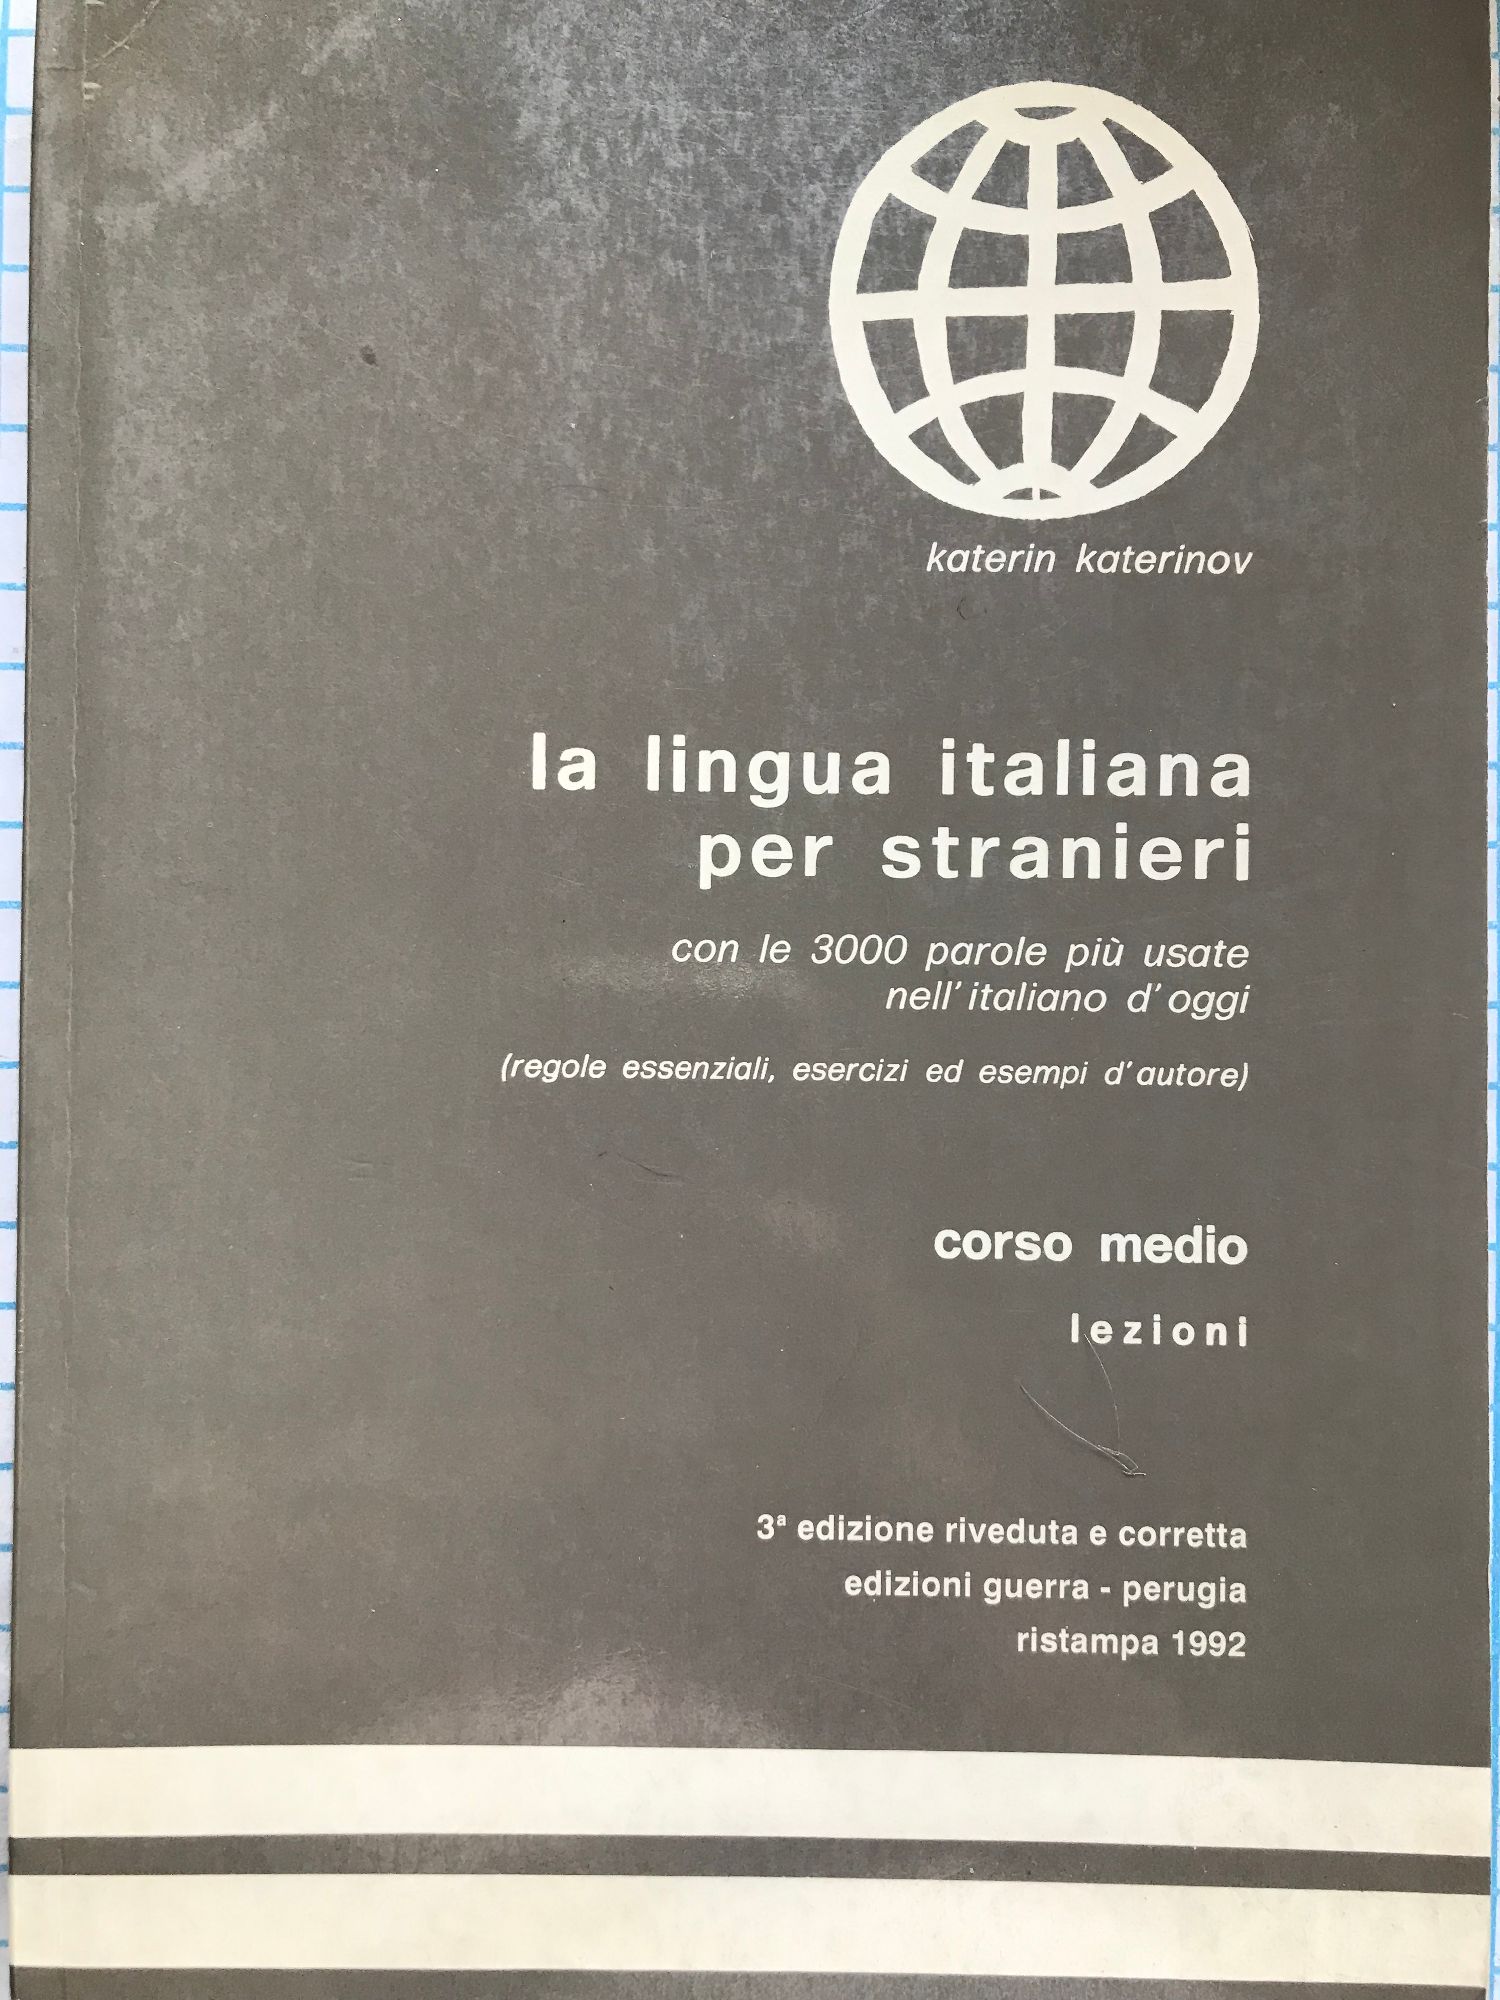 katerin katerinov
la lingua italiana
per stranieri
con le 3000 parole più usate
nell'italiano d'oggi
(regole essenziali, esercizi ed esempi d'autore)
corso medio
lezioni
3ª edizione riveduta e corretta
edizioni guerra - perugia
ristampa 1992